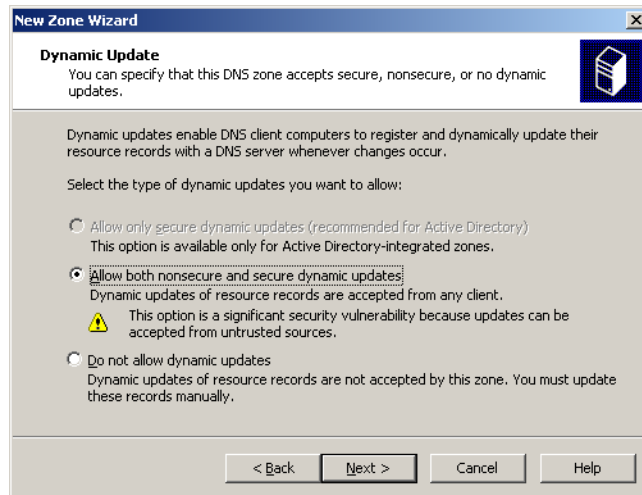 New Zone Wizard
Dynamic Update
You can specify that this DNS zone accepts secure, nonsecure, or no dynamic
updates.
Dynamic updates enable DNS client computers to register and dynamically update their
resource records with a DNS server whenever changes occur.
Select the type of dynamic updates you want to allow:
Allow only secure dynamic updates (recommended for Active Directory)
This option is available only for Active Directory-integrated zones.
Allow both nonsecure and secure dynamic updates
Dynamic updates of resource records are accepted from any client.
This option is a significant security vulnerability because updates can be
accepted from untrusted sources.
Do not allow dynamic updates
Dynamic updates of resource records are not accepted by this zone. You must update
these records manually.
< Back Next > Cancel Help